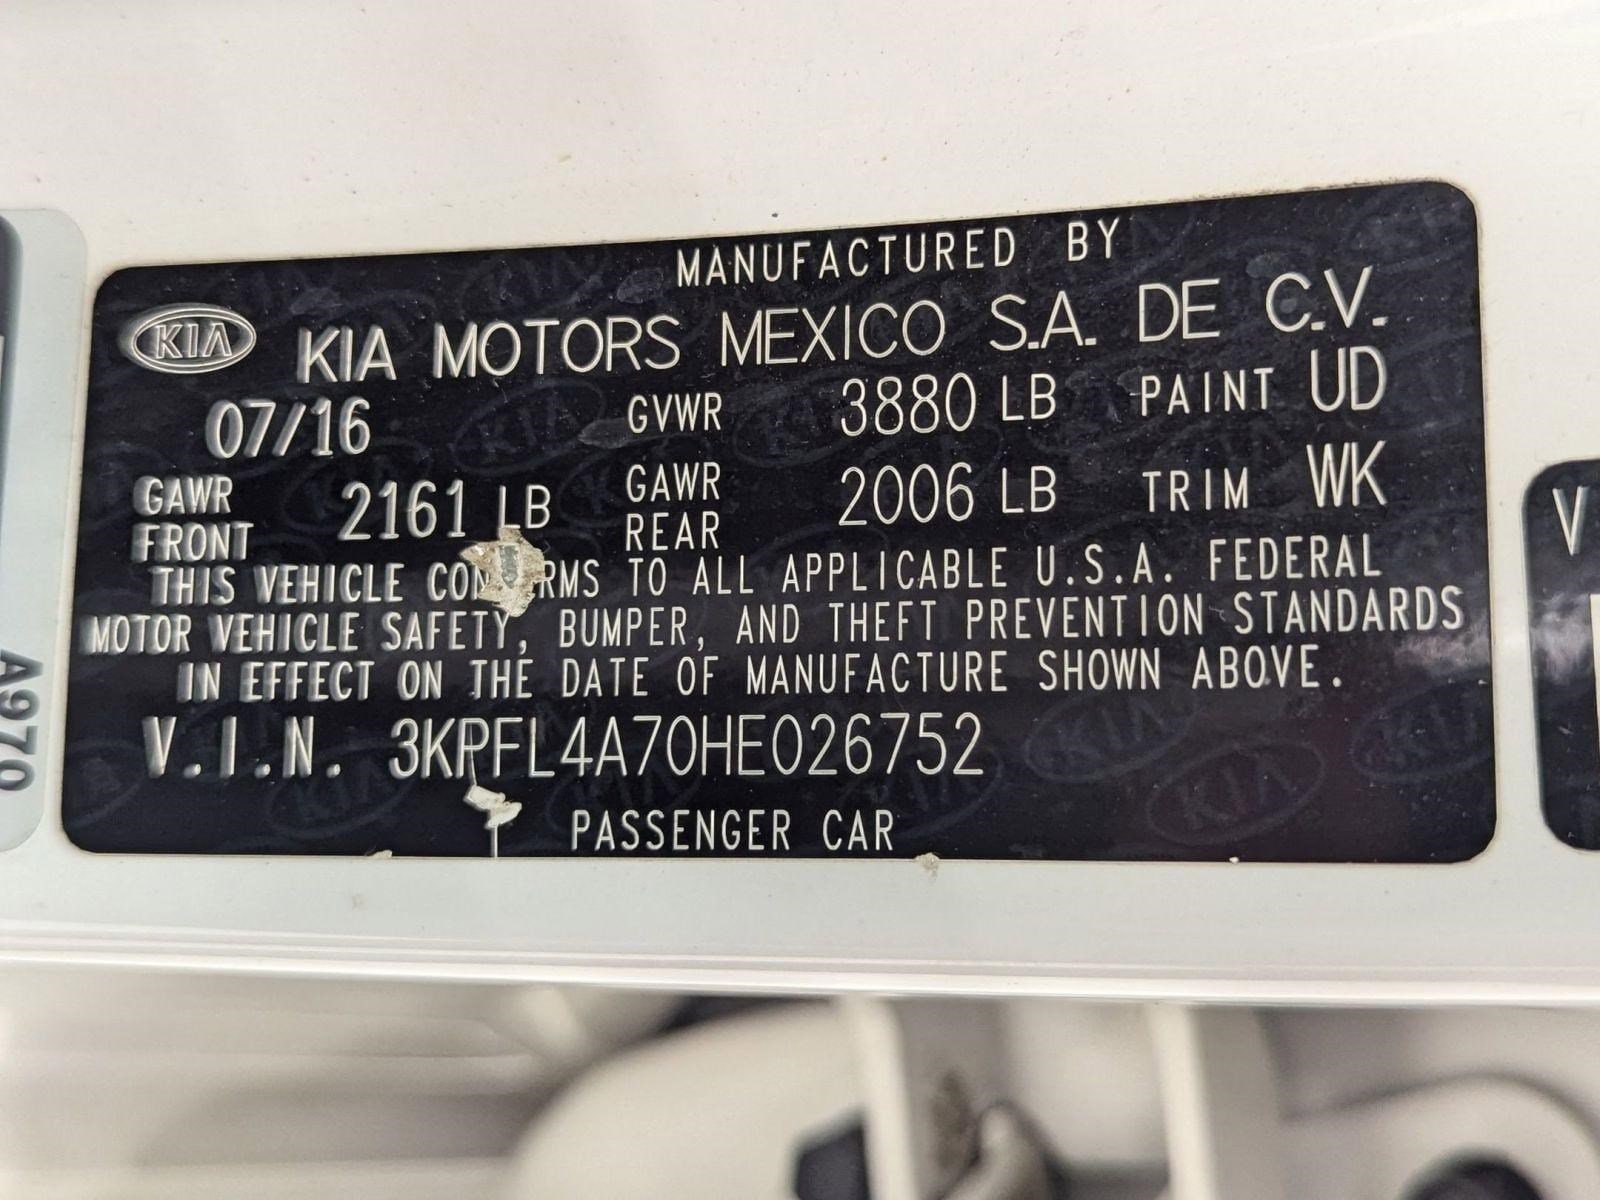 MANUFACTURED BY
KIA KIA MOTORS MEXICO S.A. DE C.V.
07/16 GVWR 3880 LB PAINT UD
GAWR FRONT 2161 LB GAWR REAR 2006 LB TRIM WK
THIS VEHICLE CON RMS TO ALL APPLICABLE U.S.A. FEDERAL
MOTOR VEHICLE SAFETY, BUMPER, AND THEFT PREVENTION STANDARDS
IN EFFECT ON THE DATE OF MANUFACTURE SHOWN ABOVE.
V.I.N. 3KPFL4A70HE026752
PASSENGER CAR
A970
V